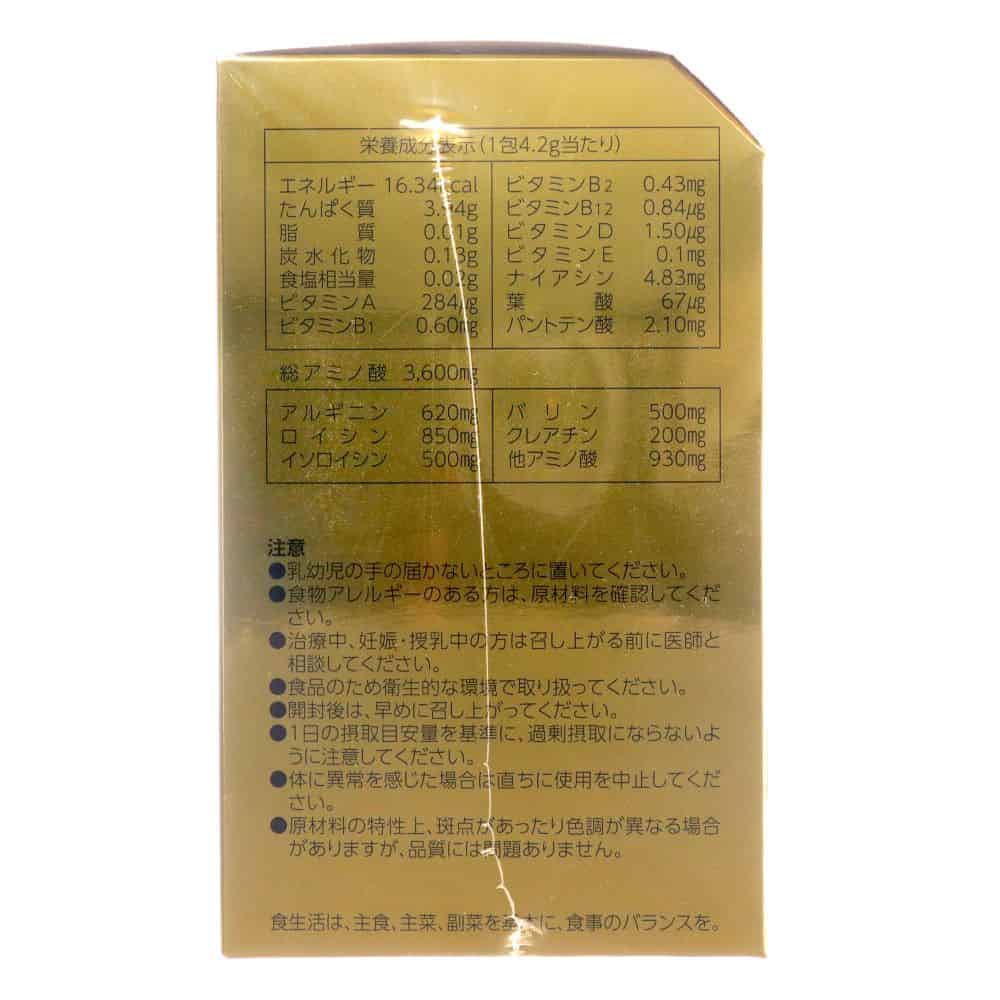 栄養成分表示(1包4.2g当たり)
エネルギー 16.34kcal
たんぱく質 3.94g
脂質 0.01g
炭水化物 0.13g
食塩相当量 0.02g
ビタミンA 284μg
ビタミンB1 0.60mg
ビタミンB2 0.43mg
ビタミンB12 0.84μg
ビタミンD 1.50μg
ビタミンE 0.1mg
ナイアシン 4.83mg
葉酸 67μg
パントテン酸 2.10mg
総アミノ酸 3,600mg
アルギニン 620mg
ロイシン 850mg
イソロイシン 500mg
バリン 500mg
クレアチン 200mg
他アミノ酸 930mg
注意
●乳幼児の手の届かないところに置いてください。
●食物アレルギーのある方は、原材料を確認してくだ
さい。
●治療中、妊娠・授乳中の方は召し上がる前に医師と
相談してください。
●食品のため衛生的な環境で取り扱ってください。
●開封後は、早めに召し上がってください。
●1日の摂取目安量を基準に、過剰摂取にならないよ
うに注意してください。
●体に異常を感じた場合は直ちに使用を中止してくだ
さい。
●原材料の特性上、斑点があったり色調が異なる場合
がありますが、品質には問題ありません。
食生活は、主食、主菜、副菜を基本に、食事のバランスを。